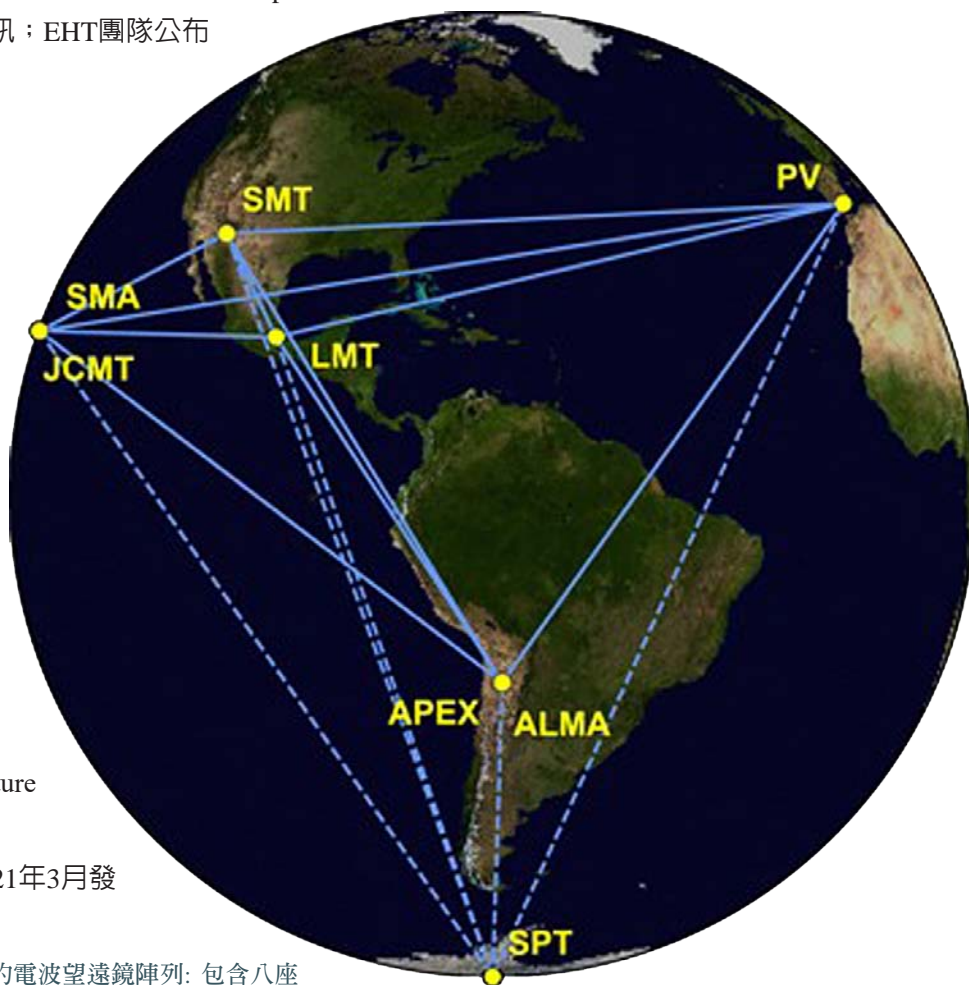 訊；EHT團隊公布
PV
SMT
SMA
LMT
JCMT
APEX
ALMA
ture
21年3月發
SPT
的電波望遠鏡陣列: 包含八座